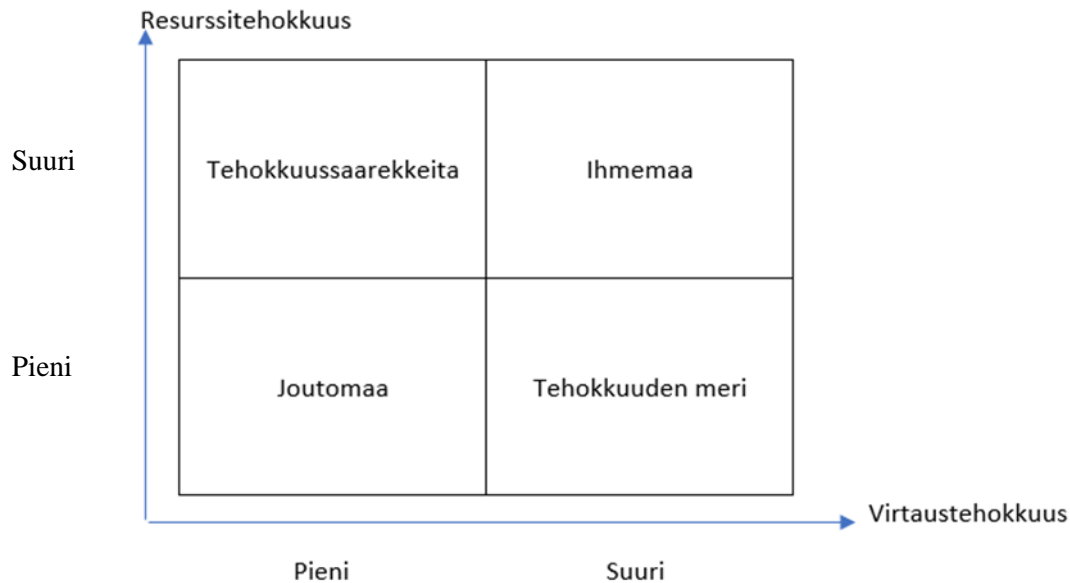 Resurssitehokkuus
Suuri
Tehokkuussaarekkeita
Ihmemaa
Pieni
Joutomaa
Tehokkuuden meri
Virtaustehokkuus
Pieni
Suuri